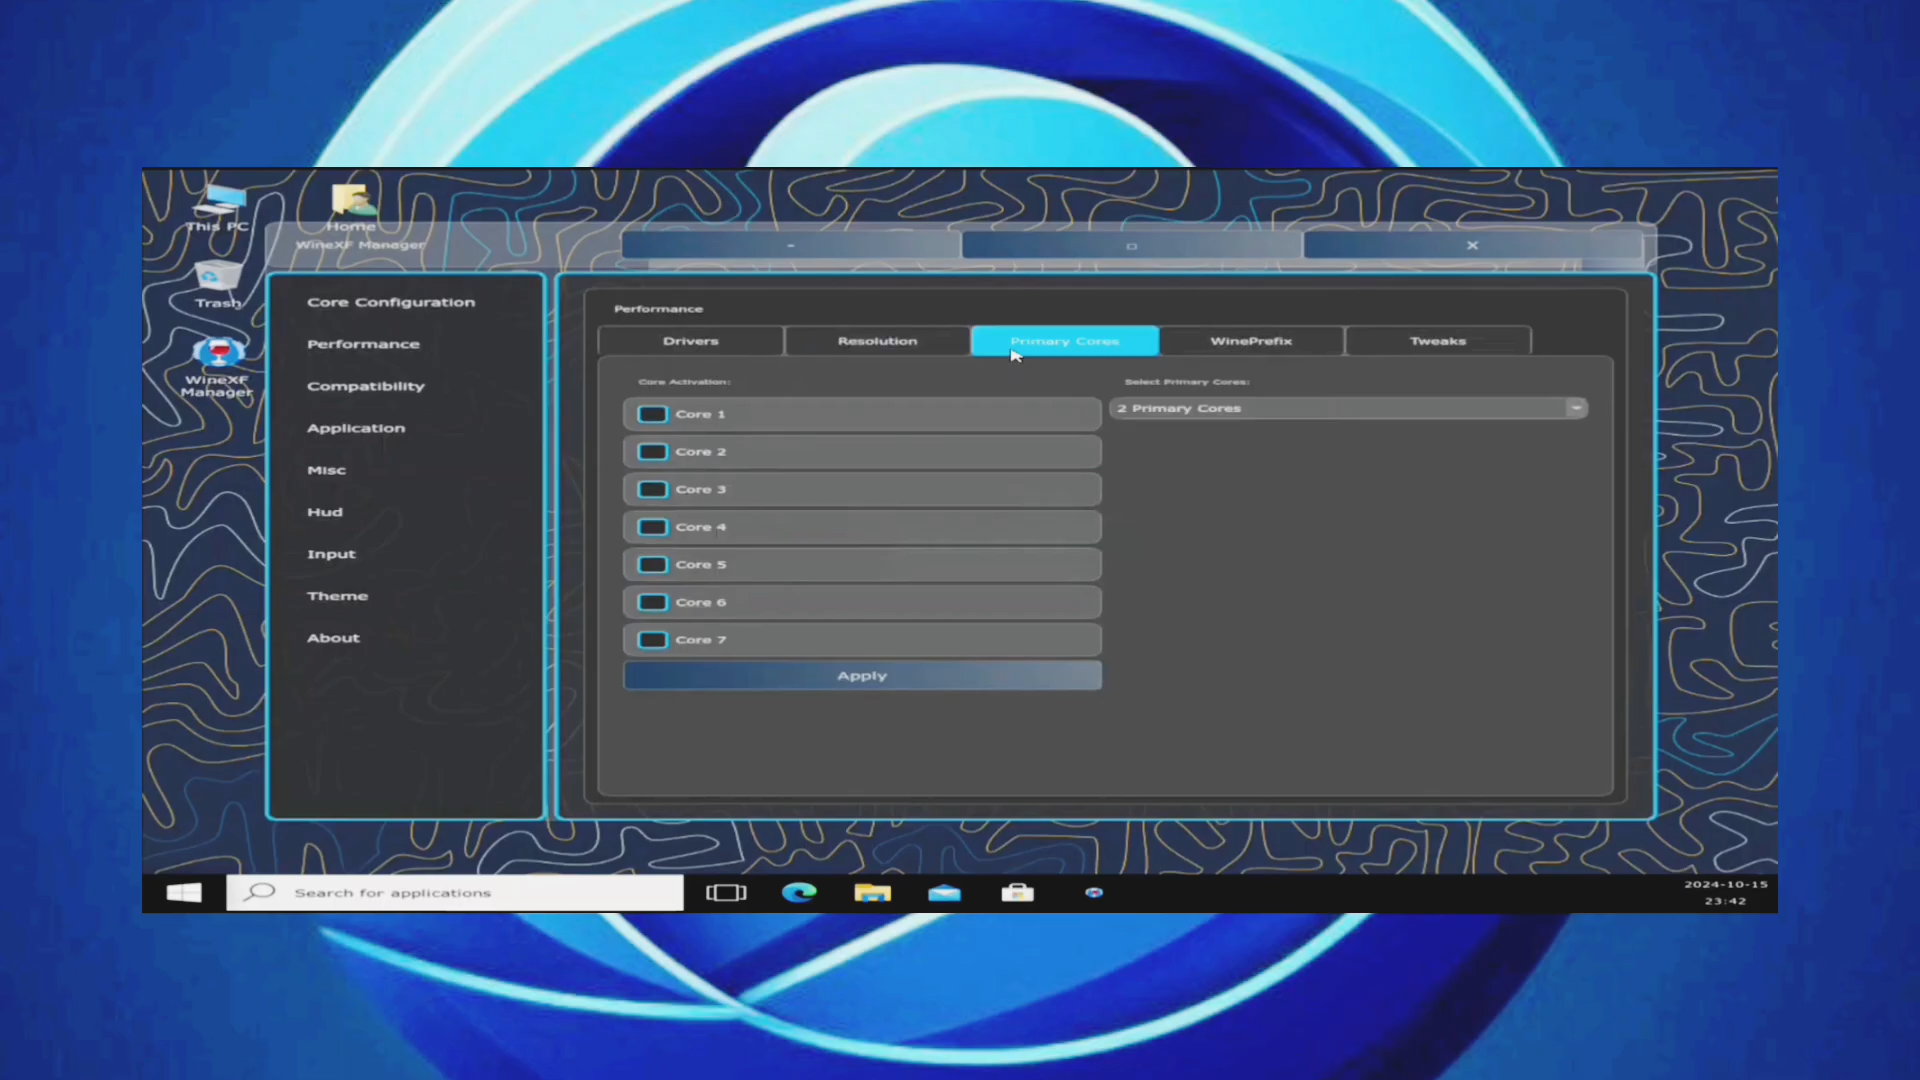 This PC
Home
Trash
WineXF
Manager
WineXF Manager
Core Configuration
Performance
Compatibility
Application
Misc
Hud
Input
Theme
About
Performance
Drivers
Resolution
Primary Cores
WinePrefix
Tweaks
Core Activation:
Core 1
Core 2
Core 3
Core 4
Core 5
Core 6
Core 7
Apply
Select Primary Cores:
2 Primary Cores
Search for applications
2024-10-15
23:42